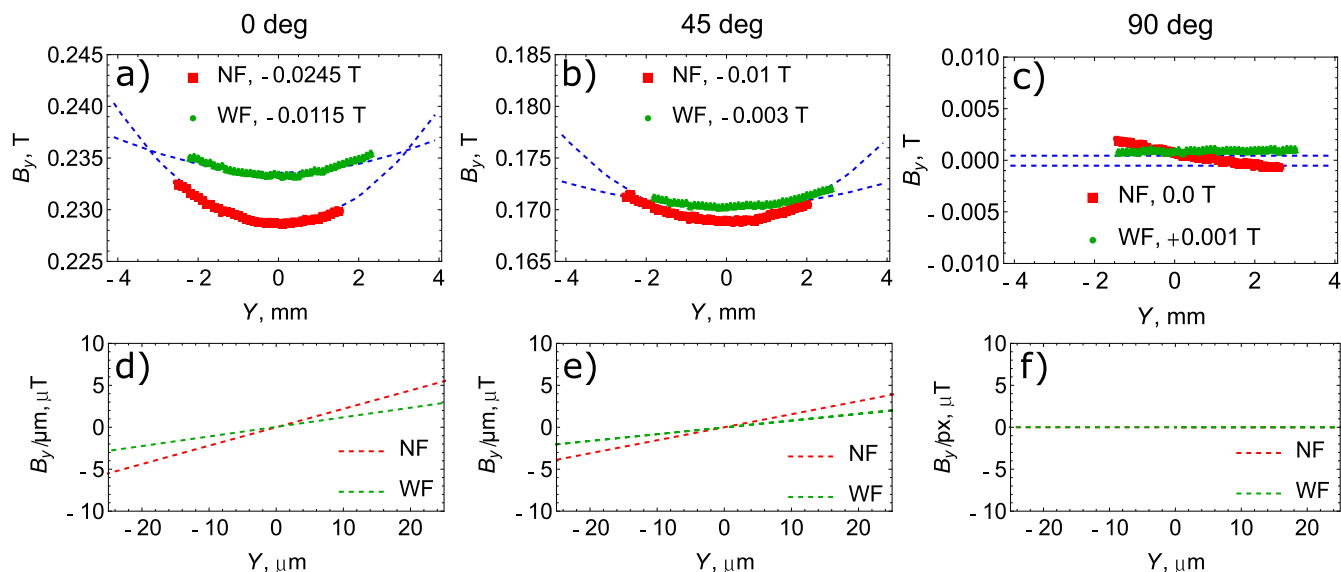 0 deg
45 deg
90 deg
a)
NF, -0.0245 T
WF, -0.0115 T
0.245
0.240
0.235
0.230
0.225
By, T
-4 -2 0 2 4
Y, mm
b)
NF, -0.01 T
WF, -0.003 T
0.185
0.180
0.175
0.170
0.165
By, T
-4 -2 0 2 4
Y, mm
c)
NF, 0.0 T
WF, +0.001 T
0.010
0.005
0.000
-0.005
-0.010
By, T
-4 -2 0 2 4
Y, mm
d)
10
5
0
-5
-10
By/μm, μT
NF
WF
-20 -10 0 10 20
Y, μm
e)
10
5
0
-5
-10
By/μm, μT
NF
WF
-20 -10 0 10 20
Y, μm
f)
10
5
0
-5
-10
By/px, μT
NF
WF
-20 -10 0 10 20
Y, μm